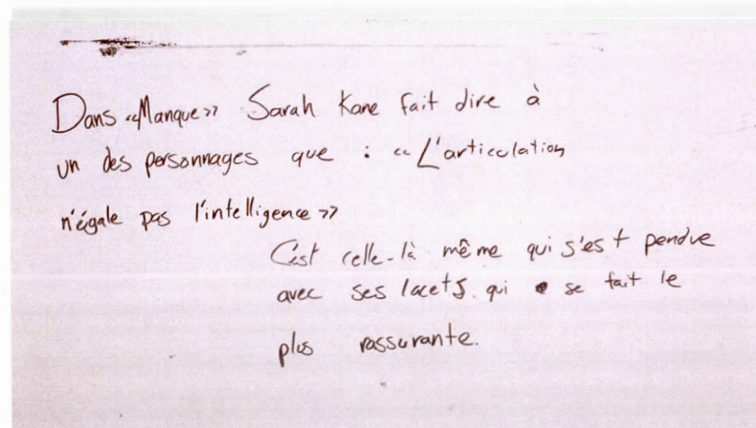 Dans «Manque» Sarah Kane fait dire à
un des personnages que : «L'articulation
n'égale pas l'intelligence»
C'est celle-là même qui s'est pendue
avec ses lacets qui se fait le
plus rassurante.